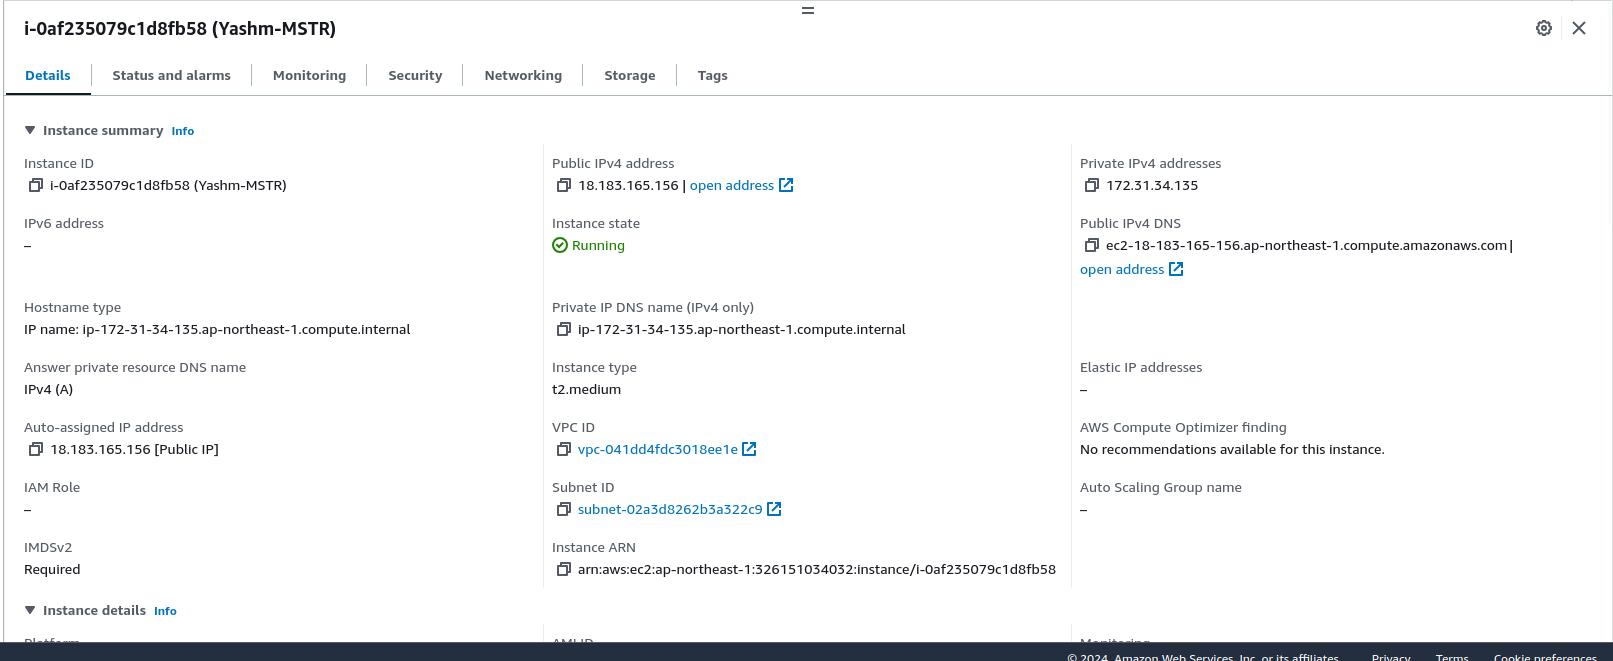 i-0af235079c1d8fb58 (Yashm-MSTR)
Details
Status and alarms
Monitoring
Security
Networking
Storage
Tags
Instance summary Info
Instance ID
i-0af235079c1d8fb58 (Yashm-MSTR)
Public IPv4 address
18.183.165.156 | open address
Private IPv4 addresses
172.31.34.135
IPv6 address
–
Instance state
Running
Public IPv4 DNS
ec2-18-183-165-156.ap-northeast-1.compute.amazonaws.com |
open address
Hostname type
IP name: ip-172-31-34-135.ap-northeast-1.compute.internal
Private IP DNS name (IPv4 only)
ip-172-31-34-135.ap-northeast-1.compute.internal
Answer private resource DNS name
IPv4 (A)
Instance type
t2.medium
Elastic IP addresses
–
Auto-assigned IP address
18.183.165.156 [Public IP]
VPC ID
vpc-041dd4fdc3018ee1e
AWS Compute Optimizer finding
No recommendations available for this instance.
IAM Role
–
Subnet ID
subnet-02a3d8262b3a322c9
Auto Scaling Group name
–
IMDSv2
Required
Instance ARN
arn:aws:ec2:ap-northeast-1:326151034032:instance/i-0af235079c1d8fb58
Instance details Info
Platform
AMI ID
Monitoring
© 2024, Amazon Web Services, Inc. or its affiliates.
Privacy
Terms
Cookie preferences